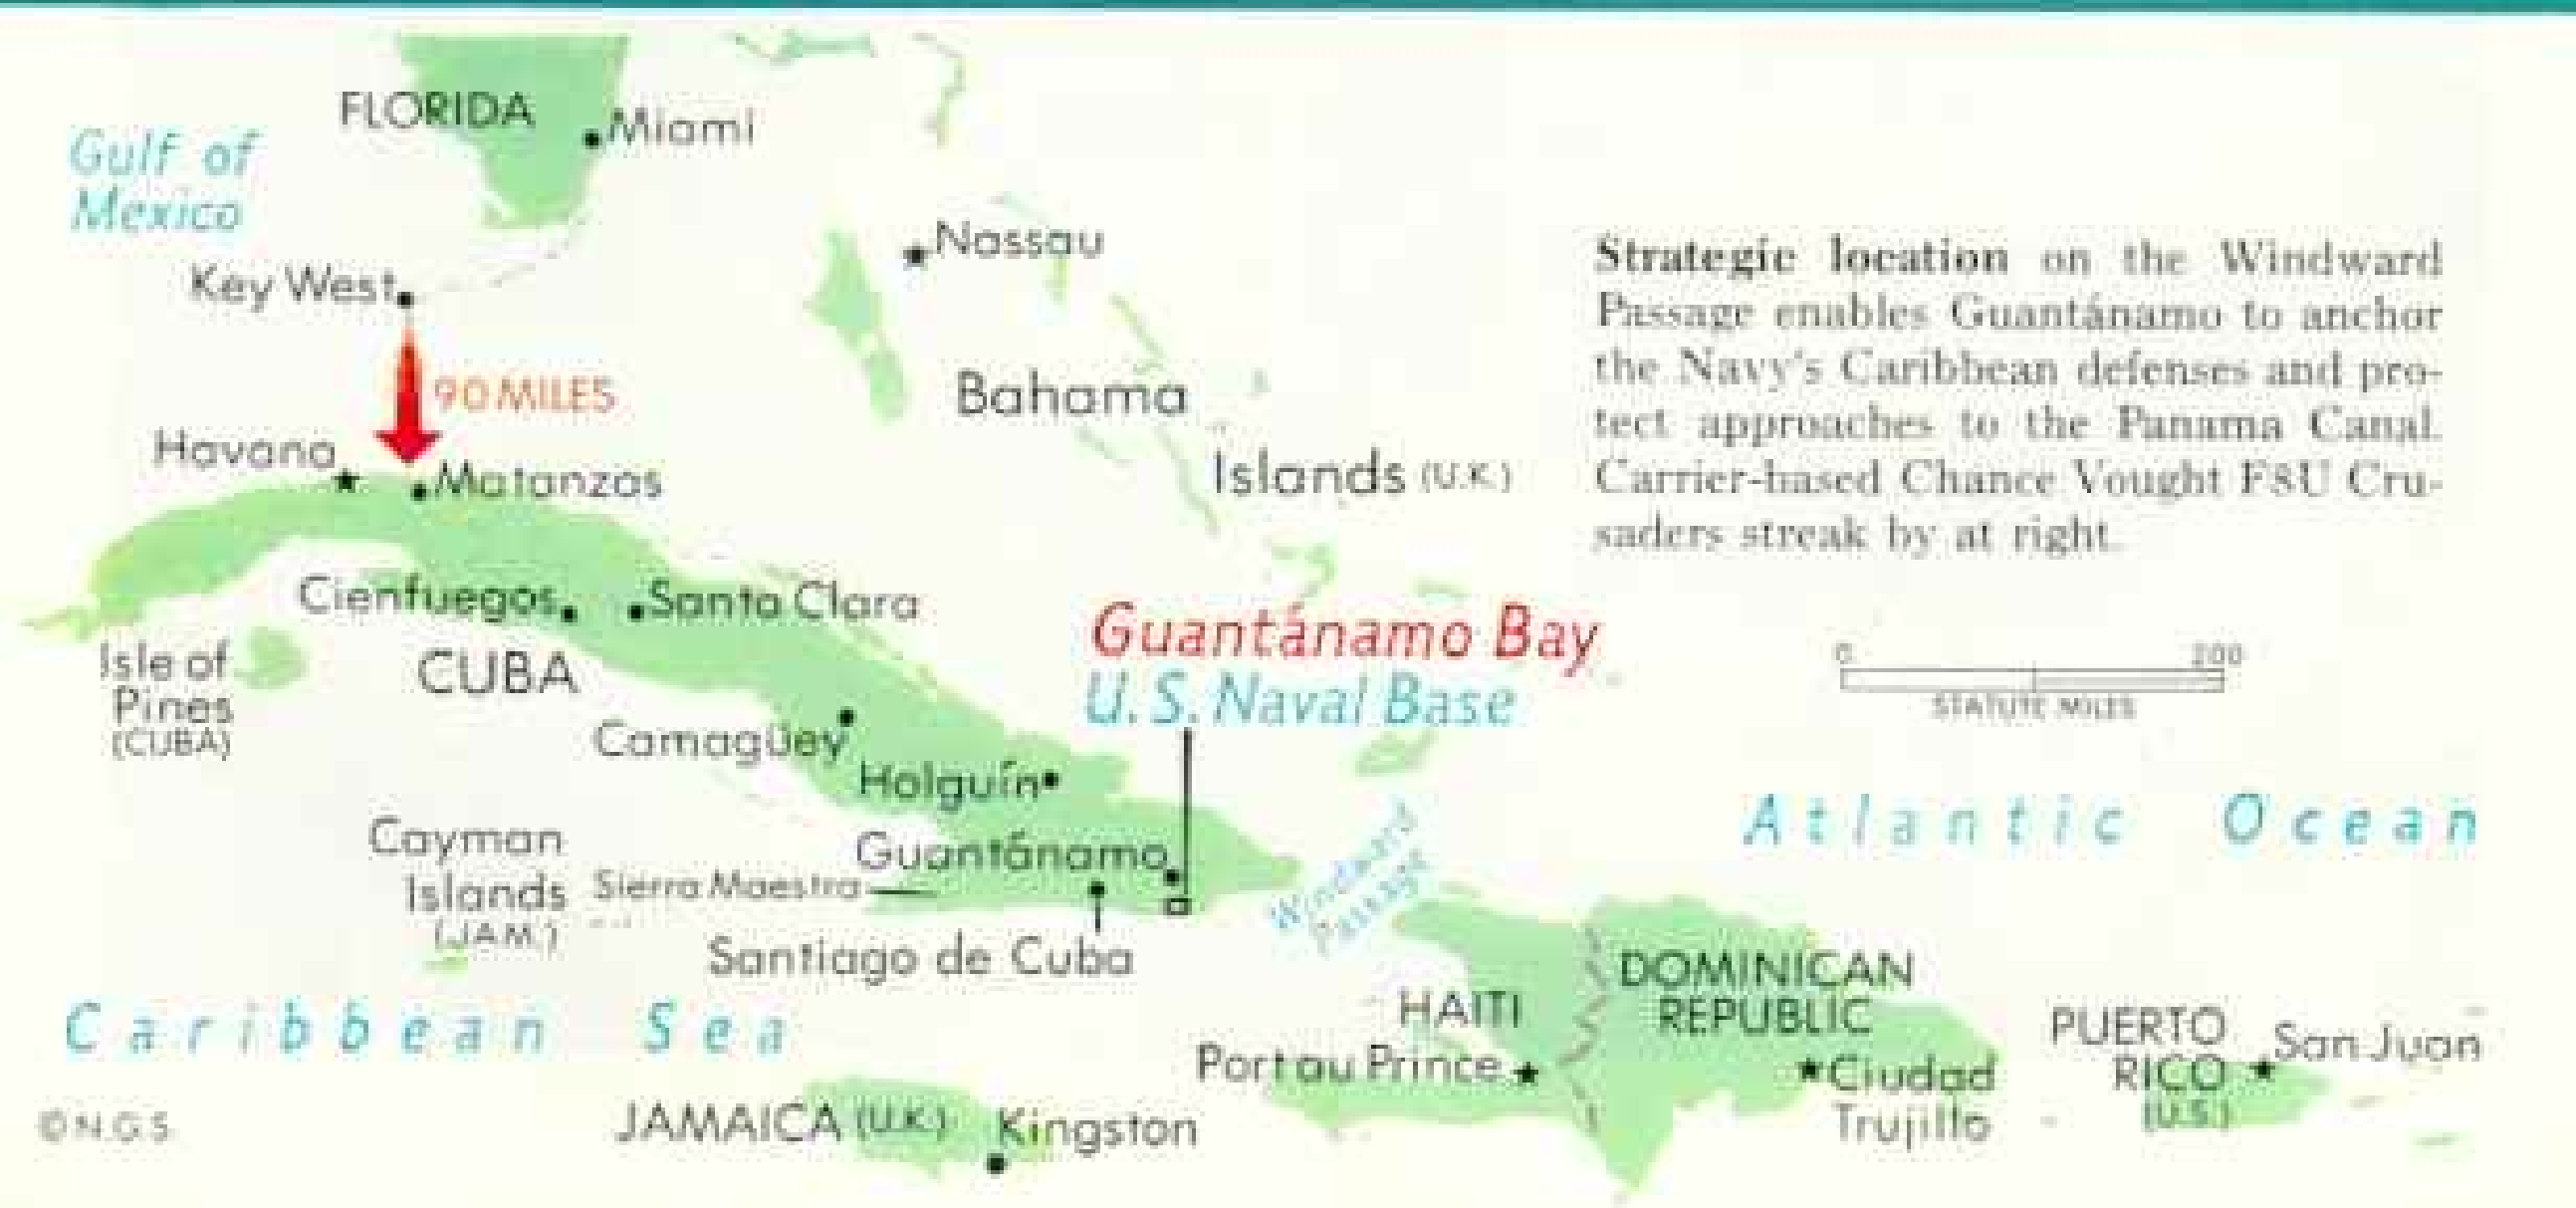 FLORIDA
Miami
Gulf of
Mexico
Nassau
Key West
90 MILES
Bahama
Islands (U.K.)
Havana
Matanzas
Strategic location on the Windward
Passage enables Guantánamo to anchor
the Navy's Caribbean defenses and pro-
tect approaches to the Panama Canal.
Carrier-based Chance Vought F8U Cru-
saders streak by at right.
Cienfuegos
Santa Clara
Isle of
Pines
(CUBA)
CUBA
Guantánamo Bay
U.S. Naval Base
0 200
STATUTE MILES
Camagüey
Holguín
Atlantic Ocean
Cayman
Islands
(JAM.)
Guantánamo
Sierra Maestra
Windward
Passage
Santiago de Cuba
Caribbean Sea
HAITI
DOMINICAN
REPUBLIC
Port au Prince
Ciudad
Trujillo
PUERTO
RICO
(U.S.)
San Juan
JAMAICA (U.K.)
Kingston
© N.G.S.